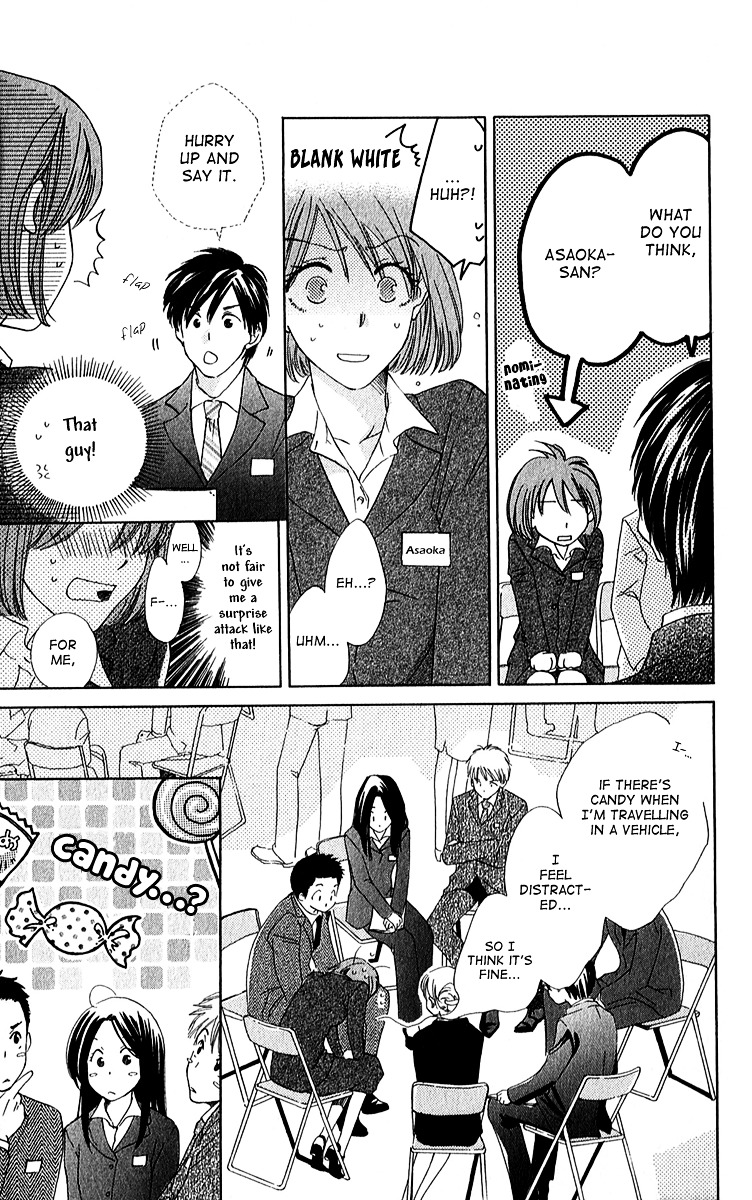 WHAT
DO YOU
THINK,
ASAOKA-
SAN?
nomi-
nating
...
HUH?!
BLANK WHITE
Asaoka
EH...?
UHM...
HURRY
UP AND
SAY IT.
flap
flap
That
guy!
It's
not fair
to give
me a
surprise
attack like
that!
WELL
...
F-...
FOR
ME,
I-...
IF THERE'S
CANDY WHEN
I'M TRAVELLING
IN A VEHICLE,
I
FEEL
DISTRACT-
ED...
SO I
THINK IT'S
FINE...
candy...?